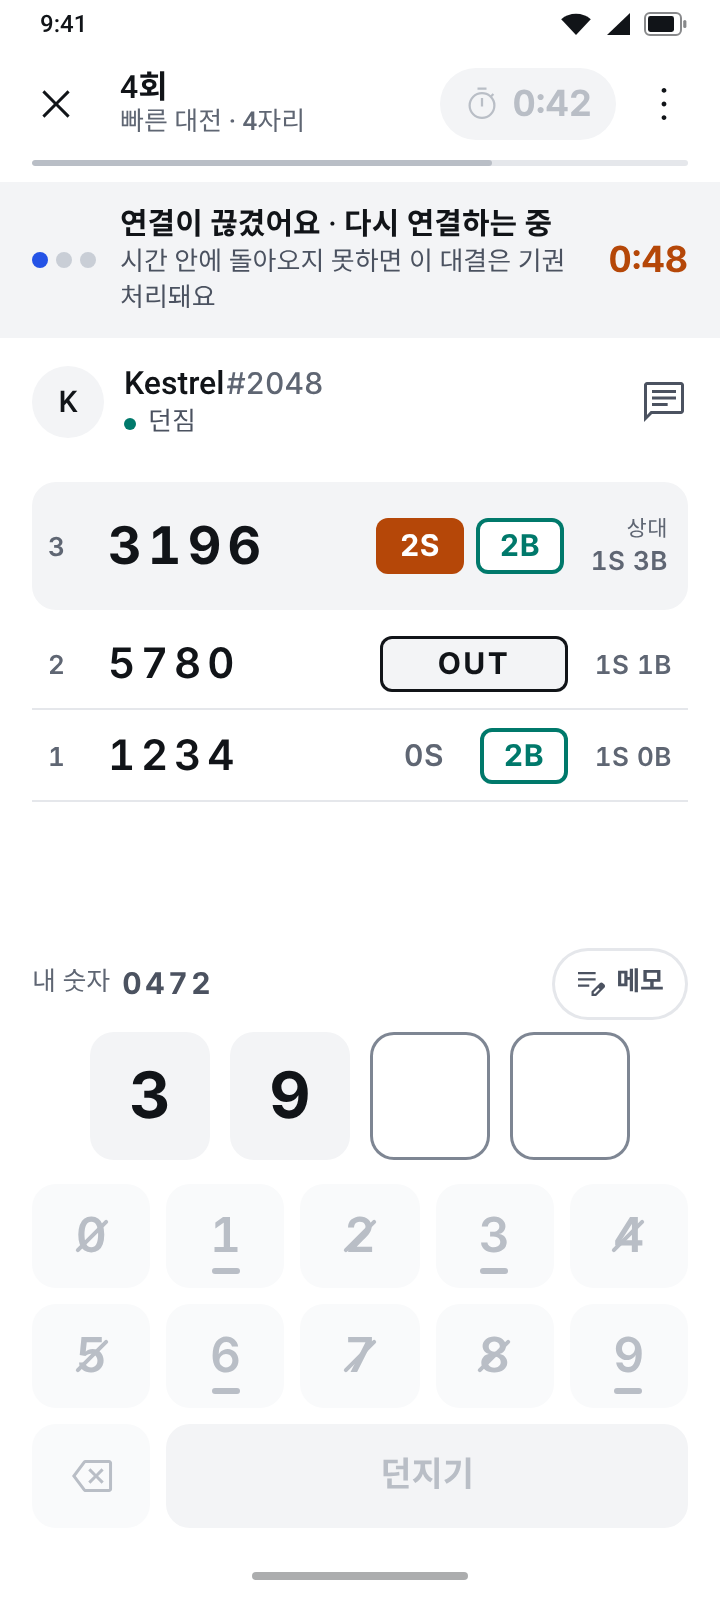 9:41
4회
빠른 대전 · 4자리
0:42
연결이 끊겼어요 · 다시 연결하는 중
시간 안에 돌아오지 못하면 이 대결은 기권
처리돼요
0:48
K
Kestrel#2048
던짐
3 3196 2S 2B 상대 1S 3B
2 5780 OUT 1S 1B
1 1234 0S 2B 1S 0B
내 숫자 0472
메모
3 9
0 1 2 3 4
5 6 7 8 9
던지기